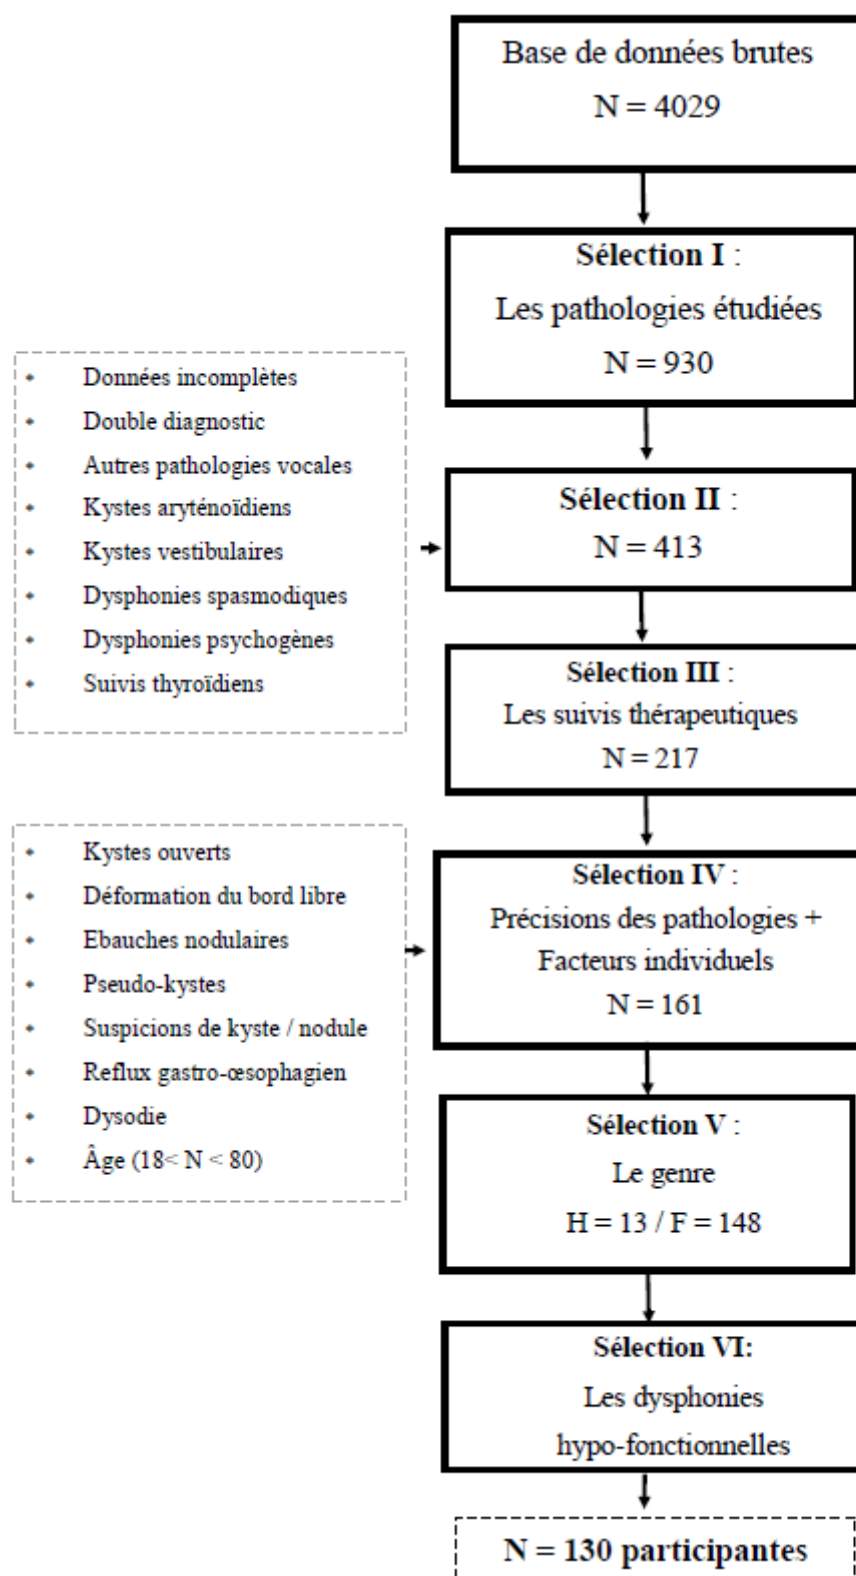 Base de données brutes
N = 4029
Sélection I :
Les pathologies étudiées
N = 930
• Données incomplètes
• Double diagnostic
• Autres pathologies vocales
• Kystes aryténoïdiens
• Kystes vestibulaires
• Dysphonies spasmodiques
• Dysphonies psychogènes
• Suivis thyroïdiens
Sélection II :
N = 413
Sélection III :
Les suivis thérapeutiques
N = 217
• Kystes ouverts
• Déformation du bord libre
• Ebauches nodulaires
• Pseudo-kystes
• Suspicions de kyste / nodule
• Reflux gastro-œsophagien
• Dysodie
• Âge (18< N < 80)
Sélection IV :
Précisions des pathologies +
Facteurs individuels
N = 161
Sélection V :
Le genre
H = 13 / F = 148
Sélection VI:
Les dysphonies
hypo-fonctionnelles
N = 130 participantes